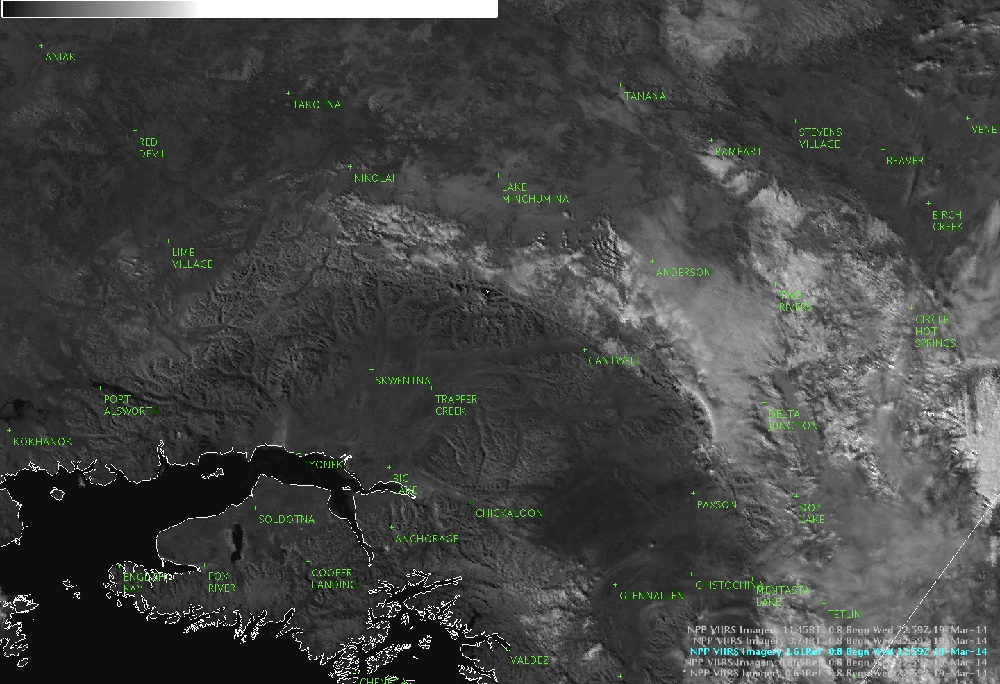 ANIAK
TAKOTNA
TANANA
STEVENS
VILLAGE
VENET
RED
DEVIL
RAMPART
BEAVER
NIKOLAI
LAKE
MINCHUMINA
BIRCH
CREEK
LIME
VILLAGE
ANDERSON
TWO
RIVERS
CIRCLE
HOT
SPRINGS
CANTWELL
SKWENTNA
TRAPPER
CREEK
PORT
ALSWORTH
DELTA
JUNCTION
KOKHANOK
TYONEK
BIG
LAKE
PAXSON
DOT
LAKE
CHICKALOON
SOLDOTNA
ANCHORAGE
ENGLISH
BAY
FOX
RIVER
COOPER
LANDING
CHISTOCHINA
MENTASTA
LAKE
GLENNALLEN
TETLIN
NPP VIIRS Imagery 11.45BT 0:8 Begn Wed 22:59Z 19-Mar-14
NPP VIIRS Imagery 3.74BT 0:8 Begn Wed 22:59Z 19-Mar-14
NPP VIIRS Imagery 1.61Ref 0:8 Begn Wed 22:59Z 19-Mar-14
NPP VIIRS Imagery 0.865Ref 0:8 Begn Wed 22:59Z 19-Mar-14
* NPP VIIRS Imagery 0.64Ref 0:8 Begn Wed 22:59Z 19-Mar-14
VALDEZ
CHENEGA